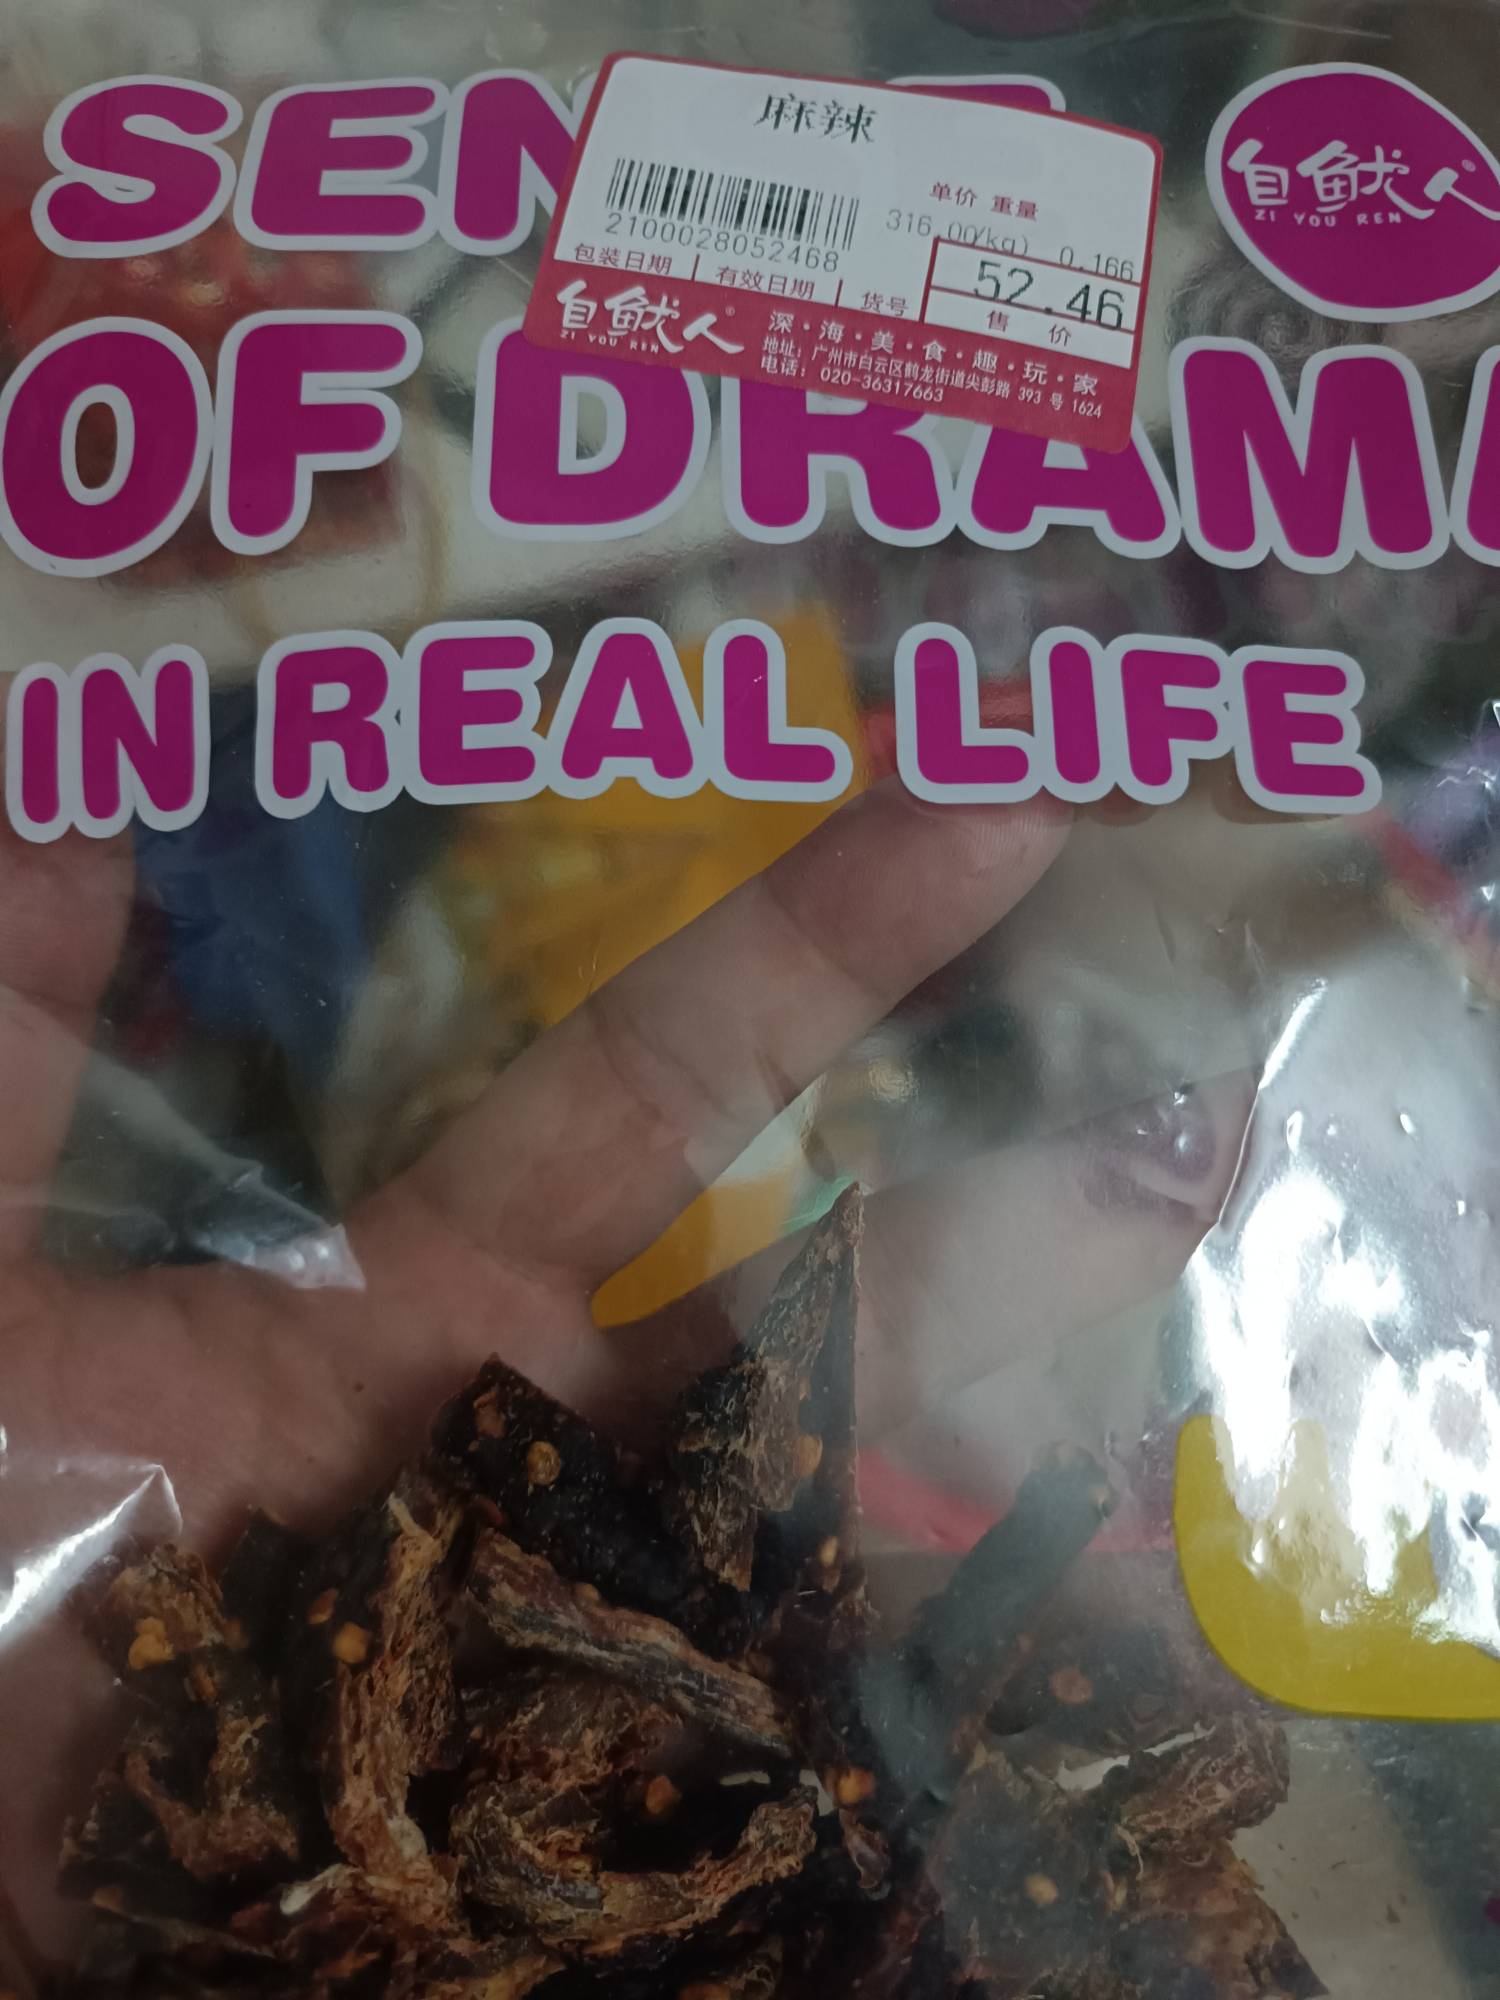 SEN
自鱿人®
ZI YOU REN
麻辣
2100028052468
单价 重量
316.00/kg) 0.166
包装日期 有效日期 货号
52.46
售 价
自鱿人®
ZI YOU REN
深·海·美·食·趣·玩·家
地址：广州市白云区鹤龙街道尖彭路 393 号 1624
电话：020-36317663
OF DRAMA
IN REAL LIFE